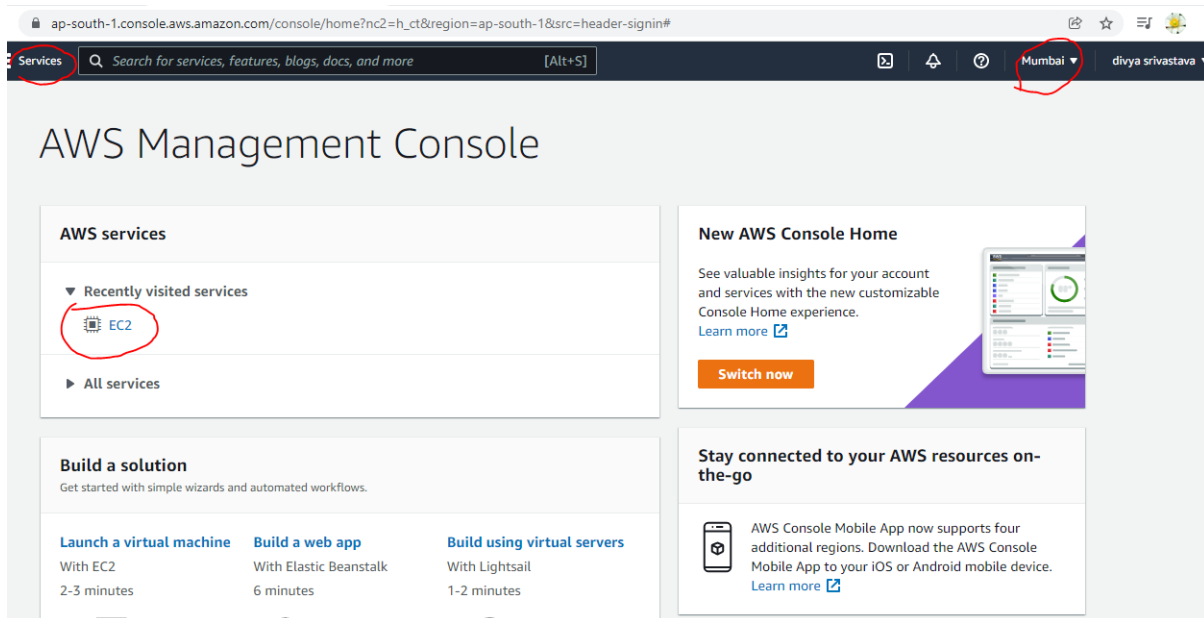 ap-south-1.console.aws.amazon.com/console/home?nc2=h_ct&region=ap-south-1&src=header-signin#
Services
Search for services, features, blogs, docs, and more
[Alt+S]
Mumbai
divya srivastava
AWS Management Console
AWS services
Recently visited services
EC2
All services
New AWS Console Home
See valuable insights for your account
and services with the new customizable
Console Home experience.
Learn more
Switch now
Build a solution
Get started with simple wizards and automated workflows.
Launch a virtual machine
With EC2
2-3 minutes
Build a web app
With Elastic Beanstalk
6 minutes
Build using virtual servers
With Lightsail
1-2 minutes
Stay connected to your AWS resources on-
the-go
AWS Console Mobile App now supports four
additional regions. Download the AWS Console
Mobile App to your iOS or Android mobile device.
Learn more